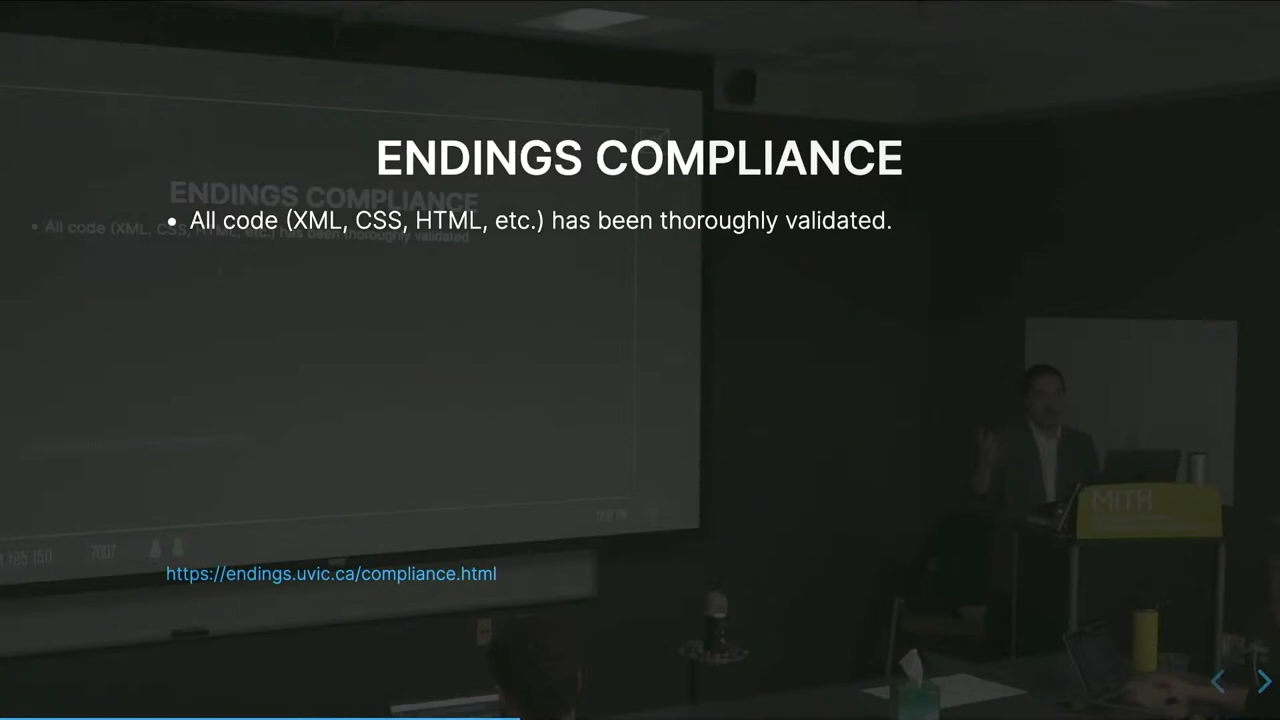 ENDINGS COMPLIANCE
• All code (XML, CSS, HTML, etc.) has been thoroughly validated.
https://endings.uvic.ca/compliance.html
ENDINGS COMPLIANCE
• All code (XML, CSS, HTML, etc.) has been thoroughly validated
MITH